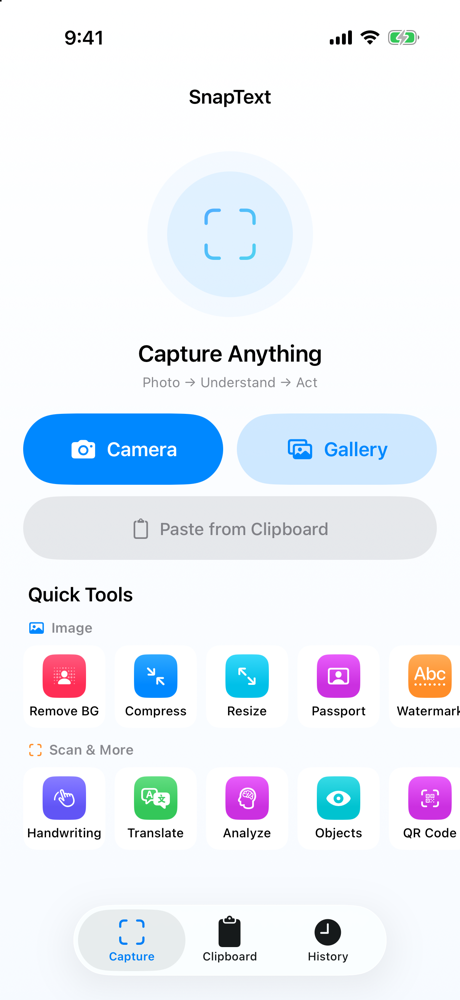 9:41
SnapText
Capture Anything
Photo → Understand → Act
Camera
Gallery
Paste from Clipboard
Quick Tools
Image
Remove BG
Compress
Resize
Passport
Abc
Watermark
Scan & More
Handwriting
Translate
Analyze
Objects
QR Code
Capture
Clipboard
History